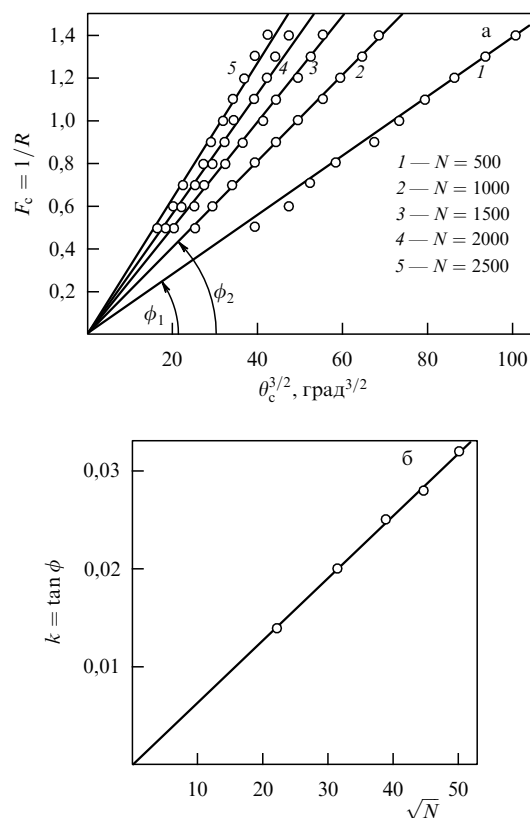 а
1,4
1,2
1,0
0,8
0,6
0,4
0,2
F_c = 1/R
5
4
3
2
1
1 — N = 500
2 — N = 1000
3 — N = 1500
4 — N = 2000
5 — N = 2500
ϕ₁
ϕ₂
20 40 60 80 100
θ_c^{3/2}, град^{3/2}
б
0,03
0,02
0,01
k = tan ϕ
10 20 30 40 50
√N